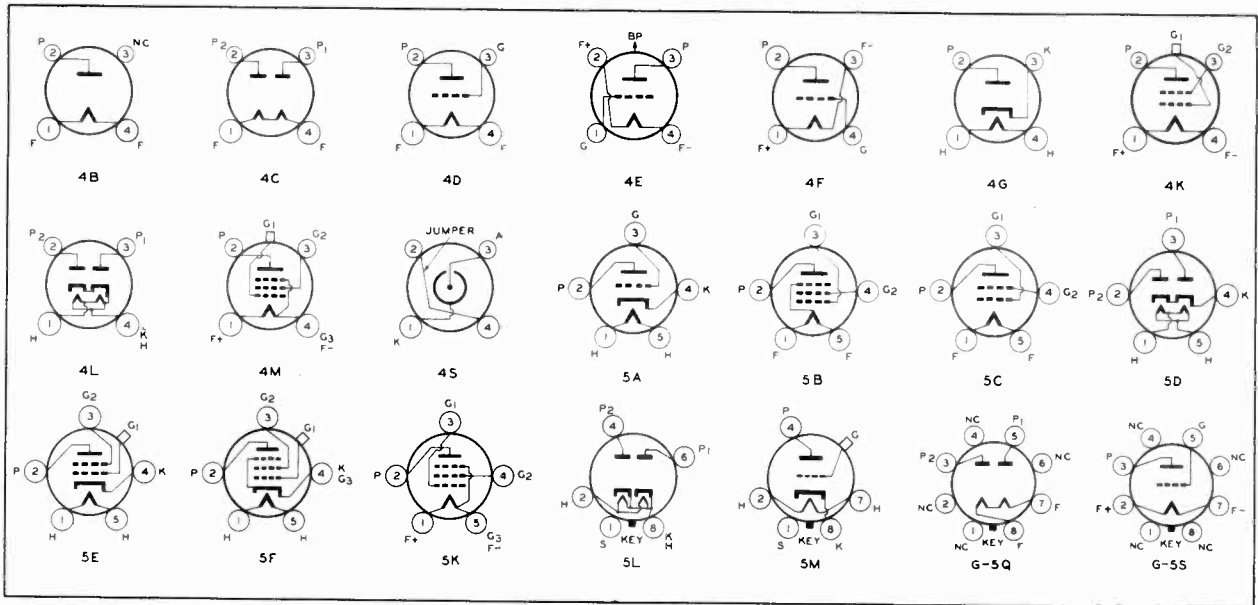 P NC
2 3
1 4
F F
4B
P2 P1
2 3
1 4
F F
4C
P G
2 3
1 4
F F
4D
F+ BP P
2 3
1 4
G F-
4E
P F-
2 3
1 4
F+ G
4F
P K
2 3
1 4
H H
4G
G1
P G2
2 3
1 4
F+ F-
4K
P2 P1
2 3
1 4
H K
H
4L
G1
P G2
2 3
1 4
F+ G3
F-
4M
JUMPER A
2 3
1 4
K
4S
G
3
P 2 4 K
1 5
H H
5A
G1
3
P 2 4 G2
1 5
F F
5B
G1
3
P 2 4 G2
1 5
F F
5C
P1
3
P2 2 4 K
1 5
H H
5D
G2
3 G1
P 2 4 K
1 5
H H
5E
G2
3 G1
P 2 4 K
G3
1 5
H H
5F
G1
3
P 2 4 G2
1 5
F+ G3
F-
5K
P2
4 6 P1
H 2
1 8
S KEY K
H
5L
P G
4
H 2 7 H
1 8
S KEY K
5M
NC P1
4 5
P2 3 6 NC
2 7 F
NC 1 8
NC KEY F
G-5Q
NC G
4 5
P 3 6 NC
F+ 2 7 F-
1 8
NC KEY NC
G-5S